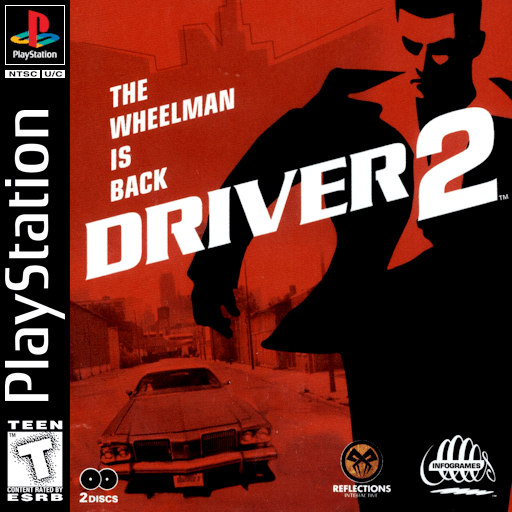 PlayStation
NTSC U/C
PlayStation
THE
WHEELMAN
IS
BACK
DRIVER 2
TM
TEEN
TM
T
CONTENT RATED BY
ESRB
2 DISCS
REFLECTIONS
INTERACTIVE
INFOGRAMES